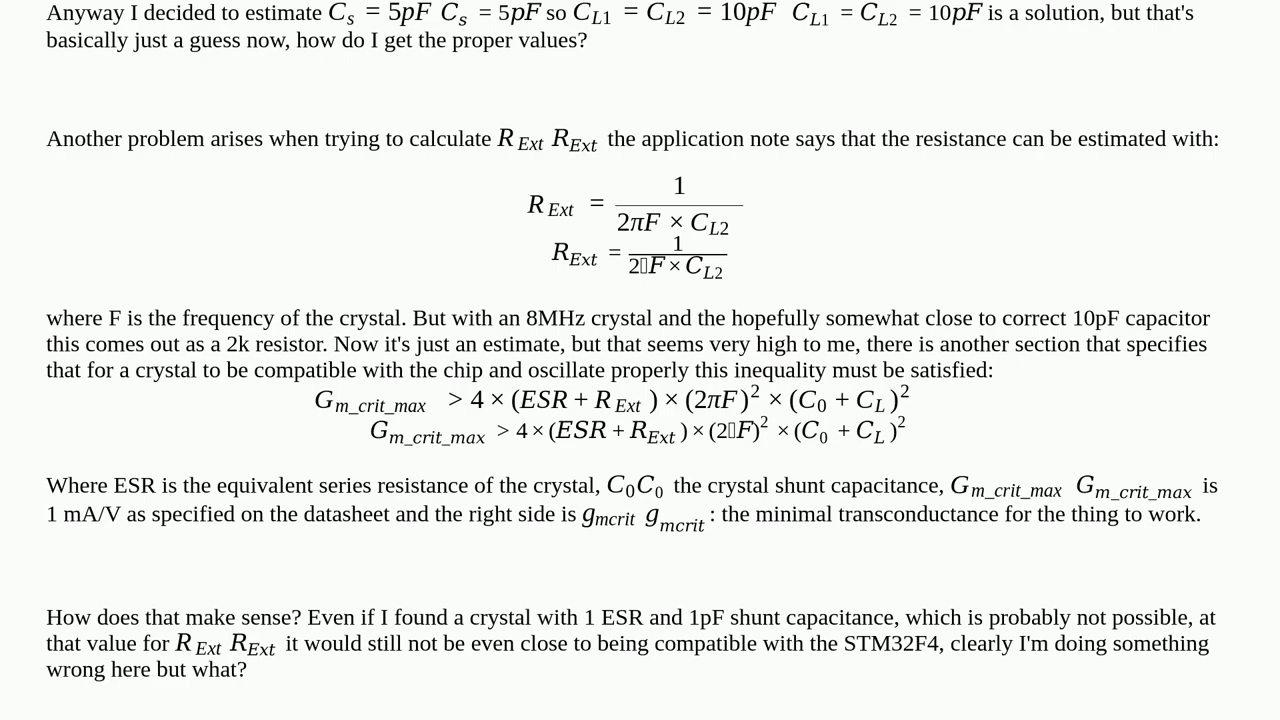 Anyway I decided to estimate C_s = 5pF C_s = 5pF so C_L1 = C_L2 = 10pF C_L1 = C_L2 = 10pF is a solution, but that's
basically just a guess now, how do I get the proper values?
Another problem arises when trying to calculate R_Ext R_Ext the application note says that the resistance can be estimated with:
R_Ext = 1 / (2πF × C_L2)
R_Ext = 1 / (2▯F × C_L2)
where F is the frequency of the crystal. But with an 8MHz crystal and the hopefully somewhat close to correct 10pF capacitor
this comes out as a 2k resistor. Now it's just an estimate, but that seems very high to me, there is another section that specifies
that for a crystal to be compatible with the chip and oscillate properly this inequality must be satisfied:
G_m_crit_max > 4 × (ESR + R_Ext) × (2πF)² × (C_0 + C_L)²
G_m_crit_max > 4 × (ESR + R_Ext) × (2▯F)² × (C_0 + C_L)²
Where ESR is the equivalent series resistance of the crystal, C_0 C_0 the crystal shunt capacitance, G_m_crit_max G_m_crit_max is
1 mA/V as specified on the datasheet and the right side is g_mcrit g_mcrit : the minimal transconductance for the thing to work.
How does that make sense? Even if I found a crystal with 1 ESR and 1pF shunt capacitance, which is probably not possible, at
that value for R_Ext R_Ext it would still not be even close to being compatible with the STM32F4, clearly I'm doing something
wrong here but what?